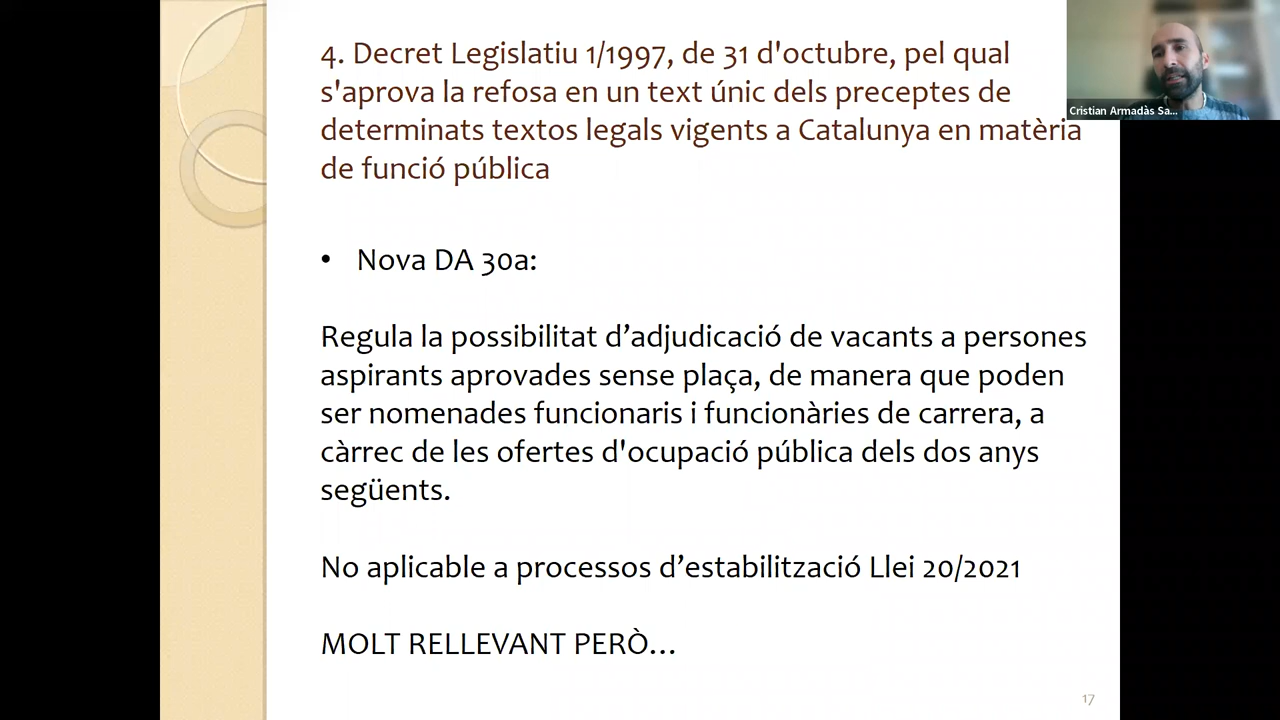 4. Decret Legislatiu 1/1997, de 31 d'octubre, pel qual
s'aprova la refosa en un text únic dels preceptes de
determinats textos legals vigents a Catalunya en matèria
de funció pública
Cristian Armadàs Sa...
• Nova DA 30a:
Regula la possibilitat d’adjudicació de vacants a persones
aspirants aprovades sense plaça, de manera que poden
ser nomenades funcionaris i funcionàries de carrera, a
càrrec de les ofertes d'ocupació pública dels dos anys
següents.
No aplicable a processos d’estabilització Llei 20/2021
MOLT RELLEVANT PERÒ...
17